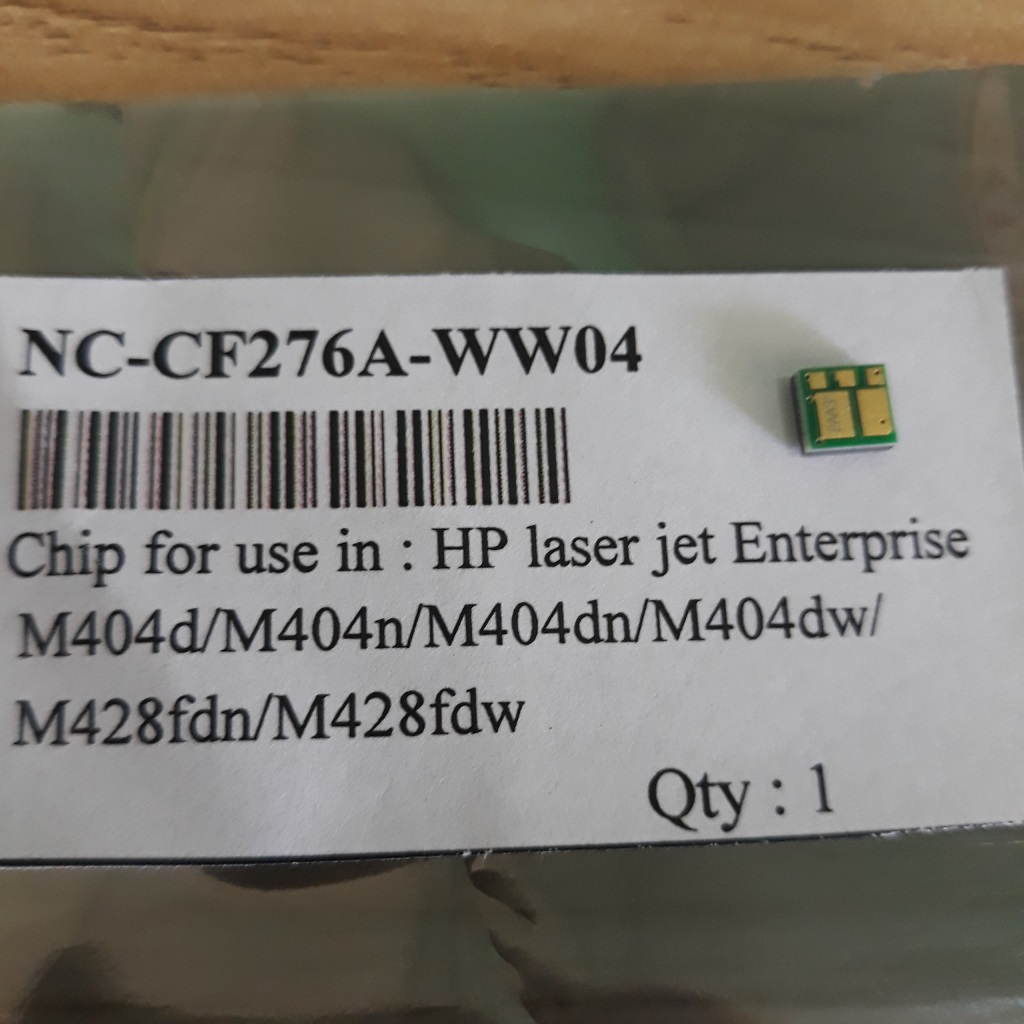 NC-CF276A-WW04
Chip for use in : HP laser jet Enterprise
M404d/M404n/M404dn/M404dw/
M428fdn/M428fdw
Qty : 1